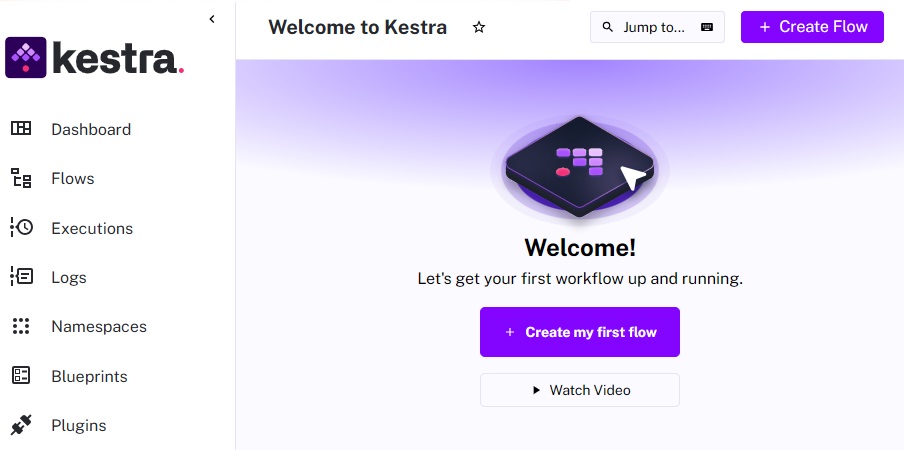 kestra.
Dashboard
Flows
Executions
Logs
Namespaces
Blueprints
Plugins
Welcome to Kestra
Jump to...
+ Create Flow
Welcome!
Let's get your first workflow up and running.
+ Create my first flow
Watch Video